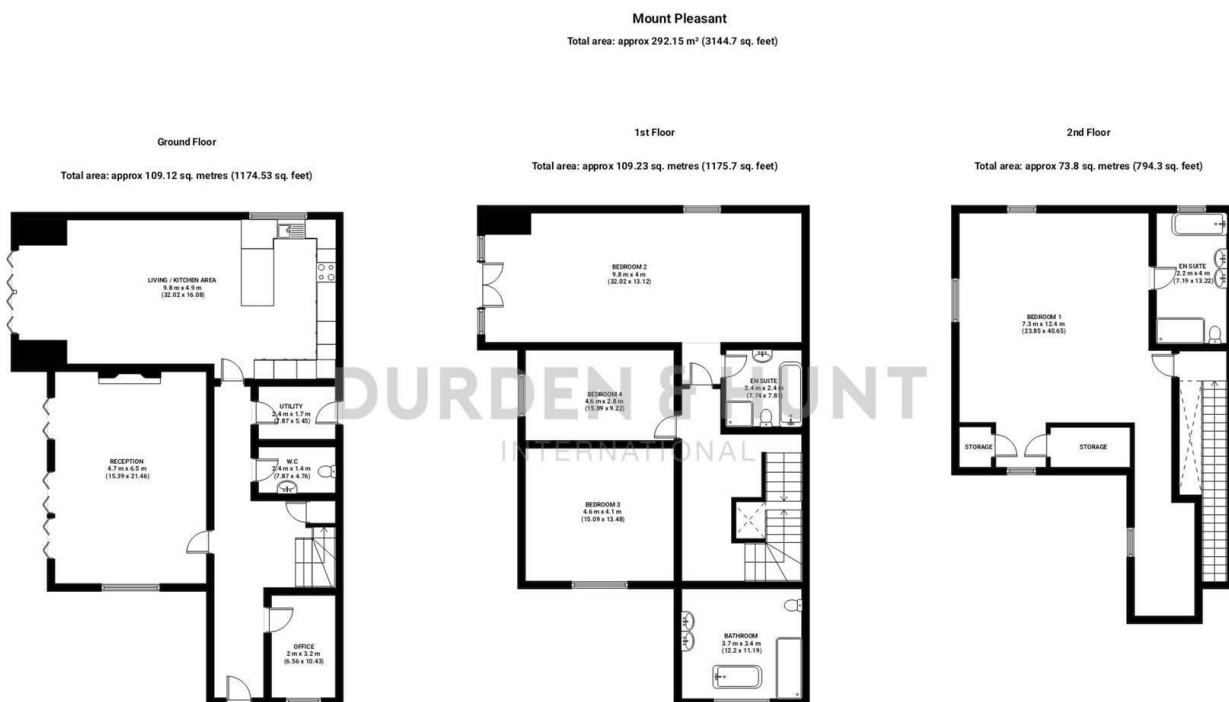 Mount Pleasant
Total area: approx 292.15 m² (3144.7 sq. feet)
Ground Floor
Total area: approx 109.12 sq. metres (1174.53 sq. feet)
LIVING / KITCHEN AREA
9.8 m x 4.9 m
(32.02 x 16.08)
UTILITY
2.4 m x 1.7 m
(7.87 x 5.45)
W.C
2.4 m x 1.4 m
(7.87 x 4.76)
RECEPTION
4.7 m x 6.5 m
(15.39 x 21.46)
OFFICE
2 m x 3.2 m
(6.56 x 10.43)
1st Floor
Total area: approx 109.23 sq. metres (1175.7 sq. feet)
BEDROOM 2
9.8 m x 4 m
(32.02 x 13.12)
EN SUITE
2.4 m x 2.4 m
(7.74 x 7.81)
BEDROOM 4
4.6 m x 2.8 m
(15.09 x 9.22)
BEDROOM 3
4.6 m x 4.1 m
(15.09 x 13.48)
BATHROOM
3.7 m x 3.4 m
(12.2 x 11.19)
2nd Floor
Total area: approx 73.8 sq. metres (794.3 sq. feet)
EN SUITE
2.2 m x 4 m
(7.19 x 13.22)
BEDROOM 1
7.3 m x 12.4 m
(23.85 x 40.65)
STORAGE
STORAGE
DURDEN & HUNT
INTERNATIONAL